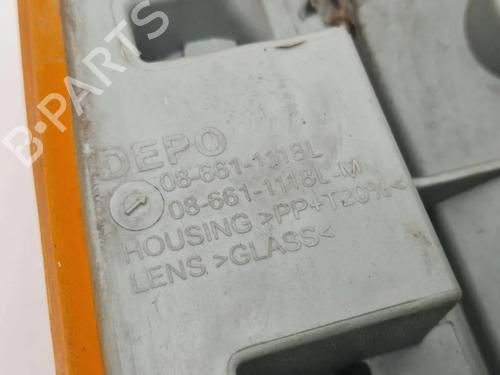 DEPO
08-661-1118L
08-661-1118L-M
HOUSING >PP+T20%<
LENS >GLASS<
B-PARTS